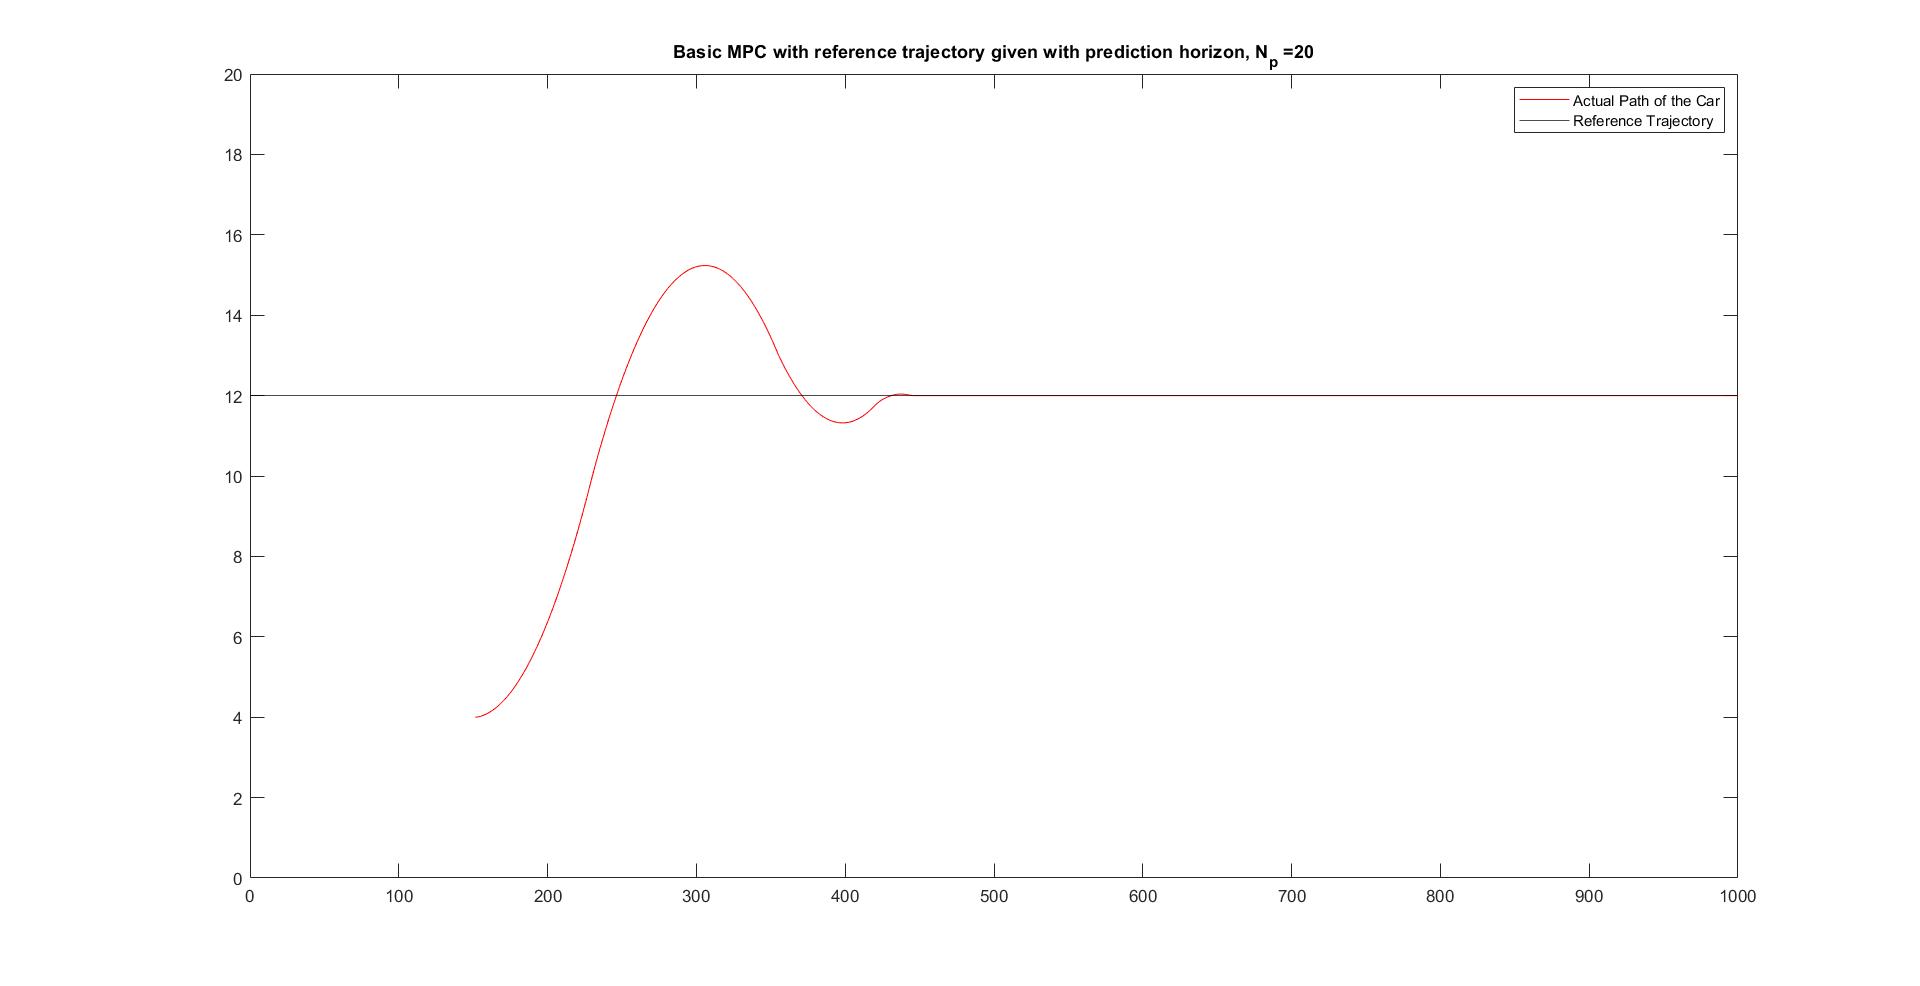 Basic MPC with reference trajectory given with prediction horizon, Np =20
20
Actual Path of the Car
Reference Trajectory
18
16
14
12
10
8
6
4
2
0
0 100 200 300 400 500 600 700 800 900 1000